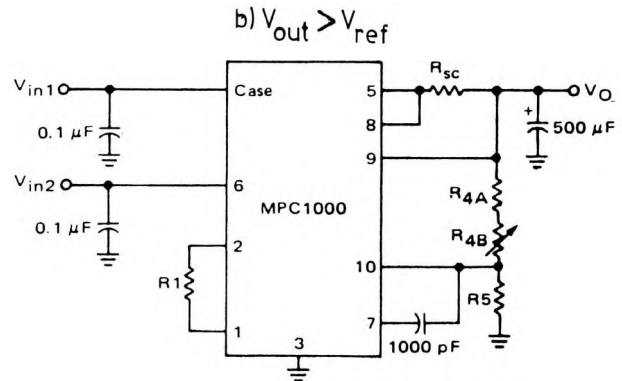 b) Vout > Vref
Vin1
Case
5
Rsc
VO
0.1 µF
8
+
500 µF
9
Vin2
6
MPC1000
R4A
0.1 µF
2
R4B
R1
10
R5
1
3
7
1000 pF